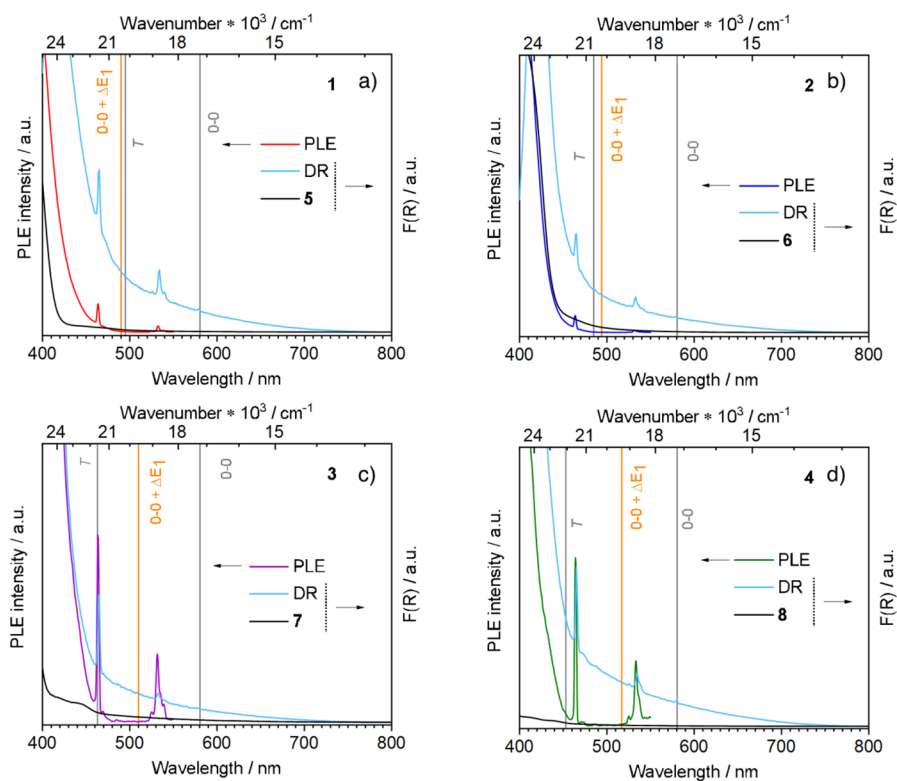 Wavenumber * 10³ / cm⁻¹
24 21 18 15
1 a)
0-0 + ΔE₁
T
0-0
PLE
DR
5
PLE intensity / a.u.
F(R) / a.u.
400 500 600 700 800
Wavelength / nm
Wavenumber * 10³ / cm⁻¹
24 21 18 15
2 b)
T
0-0 + ΔE₁
0-0
PLE
DR
6
PLE intensity / a.u.
F(R) / a.u.
400 500 600 700 800
Wavelength / nm
Wavenumber * 10³ / cm⁻¹
24 21 18 15
3 c)
T
0-0 + ΔE₁
0-0
PLE
DR
7
PLE intensity / a.u.
F(R) / a.u.
400 500 600 700 800
Wavelength / nm
Wavenumber * 10³ / cm⁻¹
24 21 18 15
4 d)
T
0-0 + ΔE₁
0-0
PLE
DR
8
PLE intensity / a.u.
F(R) / a.u.
400 500 600 700 800
Wavelength / nm